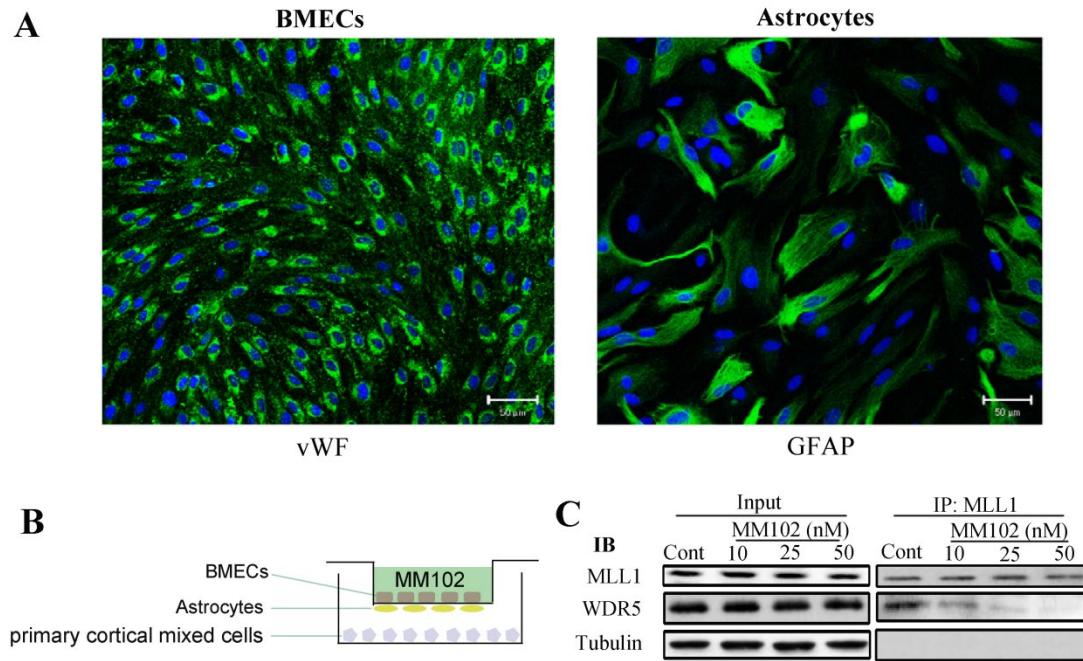 A
BMECs
Astrocytes
50 µm
50 µm
vWF
GFAP
B
BMECs
MM102
Astrocytes
primary cortical mixed cells
C
Input
IP: MLL1
MM102 (nM)
MM102 (nM)
IB
Cont 10 25 50
Cont 10 25 50
MLL1
WDR5
Tubulin